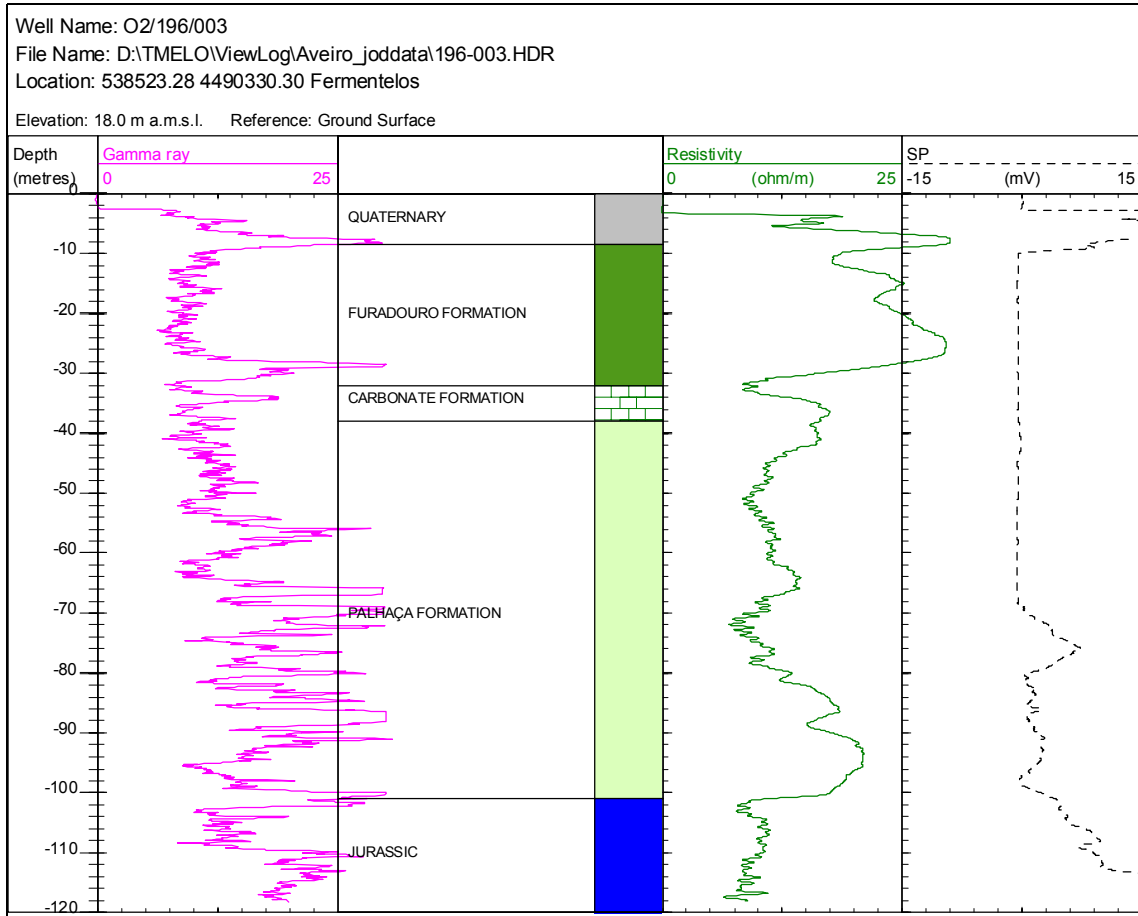 Well Name: O2/196/003
File Name: D:\TMELO\ViewLog\Aveiro_joddata\196-003.HDR
Location: 538523.28 4490330.30 Fermentelos
Elevation: 18.0 m a.m.s.l. Reference: Ground Surface
Depth Gamma ray Resistivity SP
(metres) 0 25 0 (ohm/m) 25 -15 (mV) 15
0
QUATERNARY
-10
-20
FURADOURO FORMATION
-30
CARBONATE FORMATION
-40
-50
-60
-70
PALHAÇA FORMATION
-80
-90
-100
-110
JURASSIC
-120